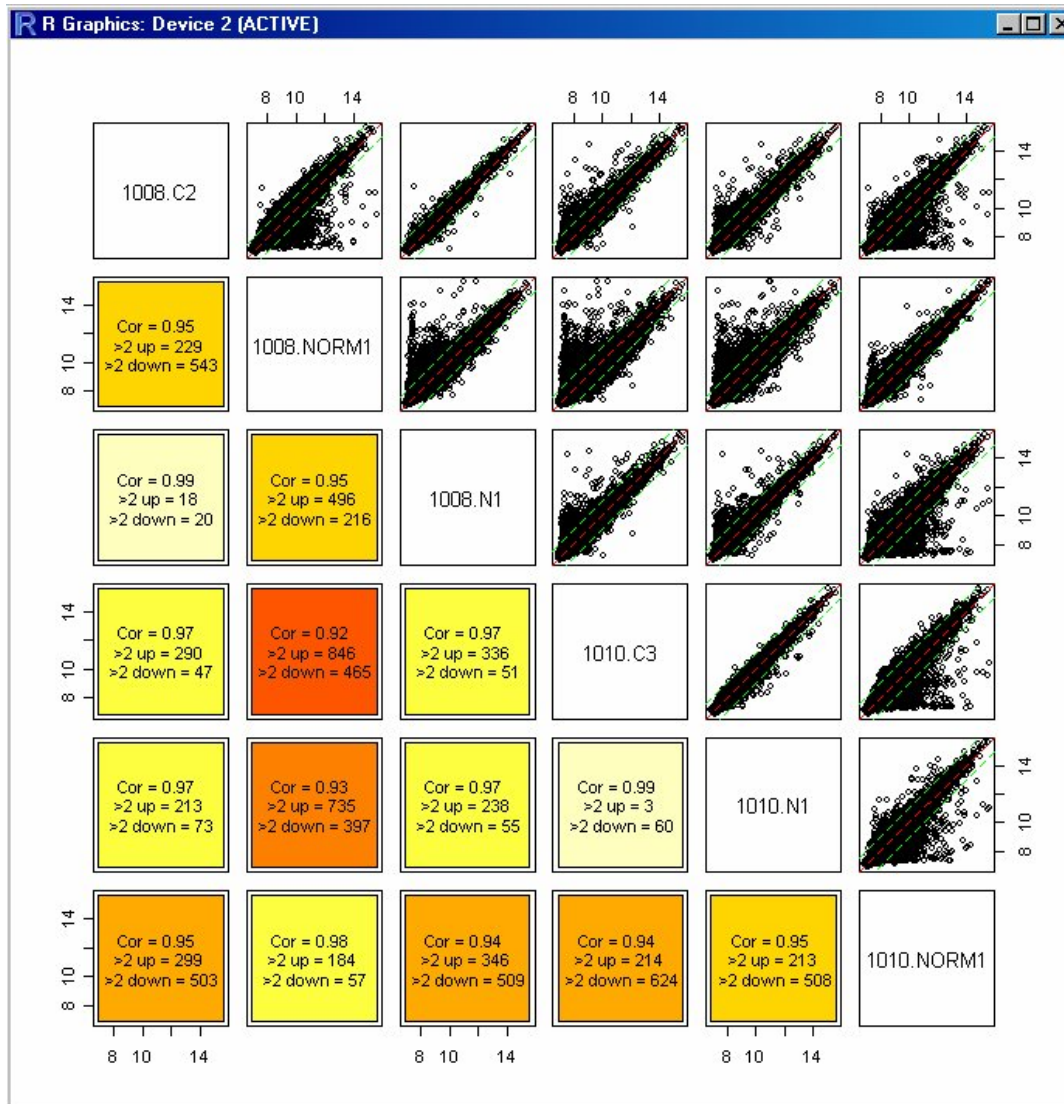 R R Graphics: Device 2 (ACTIVE)
8 10 14 8 10 14 8 10 14
1008.C2
14
10
8
14
10
8
Cor = 0.95
>2 up = 229
>2 down = 543
1008.NORM1
Cor = 0.99
>2 up = 18
>2 down = 20
Cor = 0.95
>2 up = 496
>2 down = 216
1008.N1
14
10
8
14
10
8
Cor = 0.97
>2 up = 290
>2 down = 47
Cor = 0.92
>2 up = 846
>2 down = 465
Cor = 0.97
>2 up = 336
>2 down = 51
1010.C3
Cor = 0.97
>2 up = 213
>2 down = 73
Cor = 0.93
>2 up = 735
>2 down = 397
Cor = 0.97
>2 up = 238
>2 down = 55
Cor = 0.99
>2 up = 3
>2 down = 60
1010.N1
14
10
8
14
10
8
Cor = 0.95
>2 up = 299
>2 down = 503
Cor = 0.98
>2 up = 184
>2 down = 57
Cor = 0.94
>2 up = 346
>2 down = 509
Cor = 0.94
>2 up = 214
>2 down = 624
Cor = 0.95
>2 up = 213
>2 down = 508
1010.NORM1
8 10 14 8 10 14 8 10 14